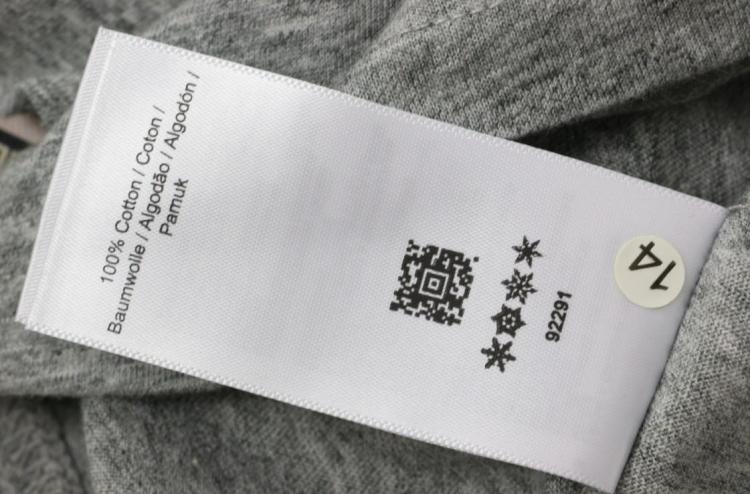 100% Cotton / Coton /
Baumwolle / Algodão / Algodón /
Pamuk
92291
14